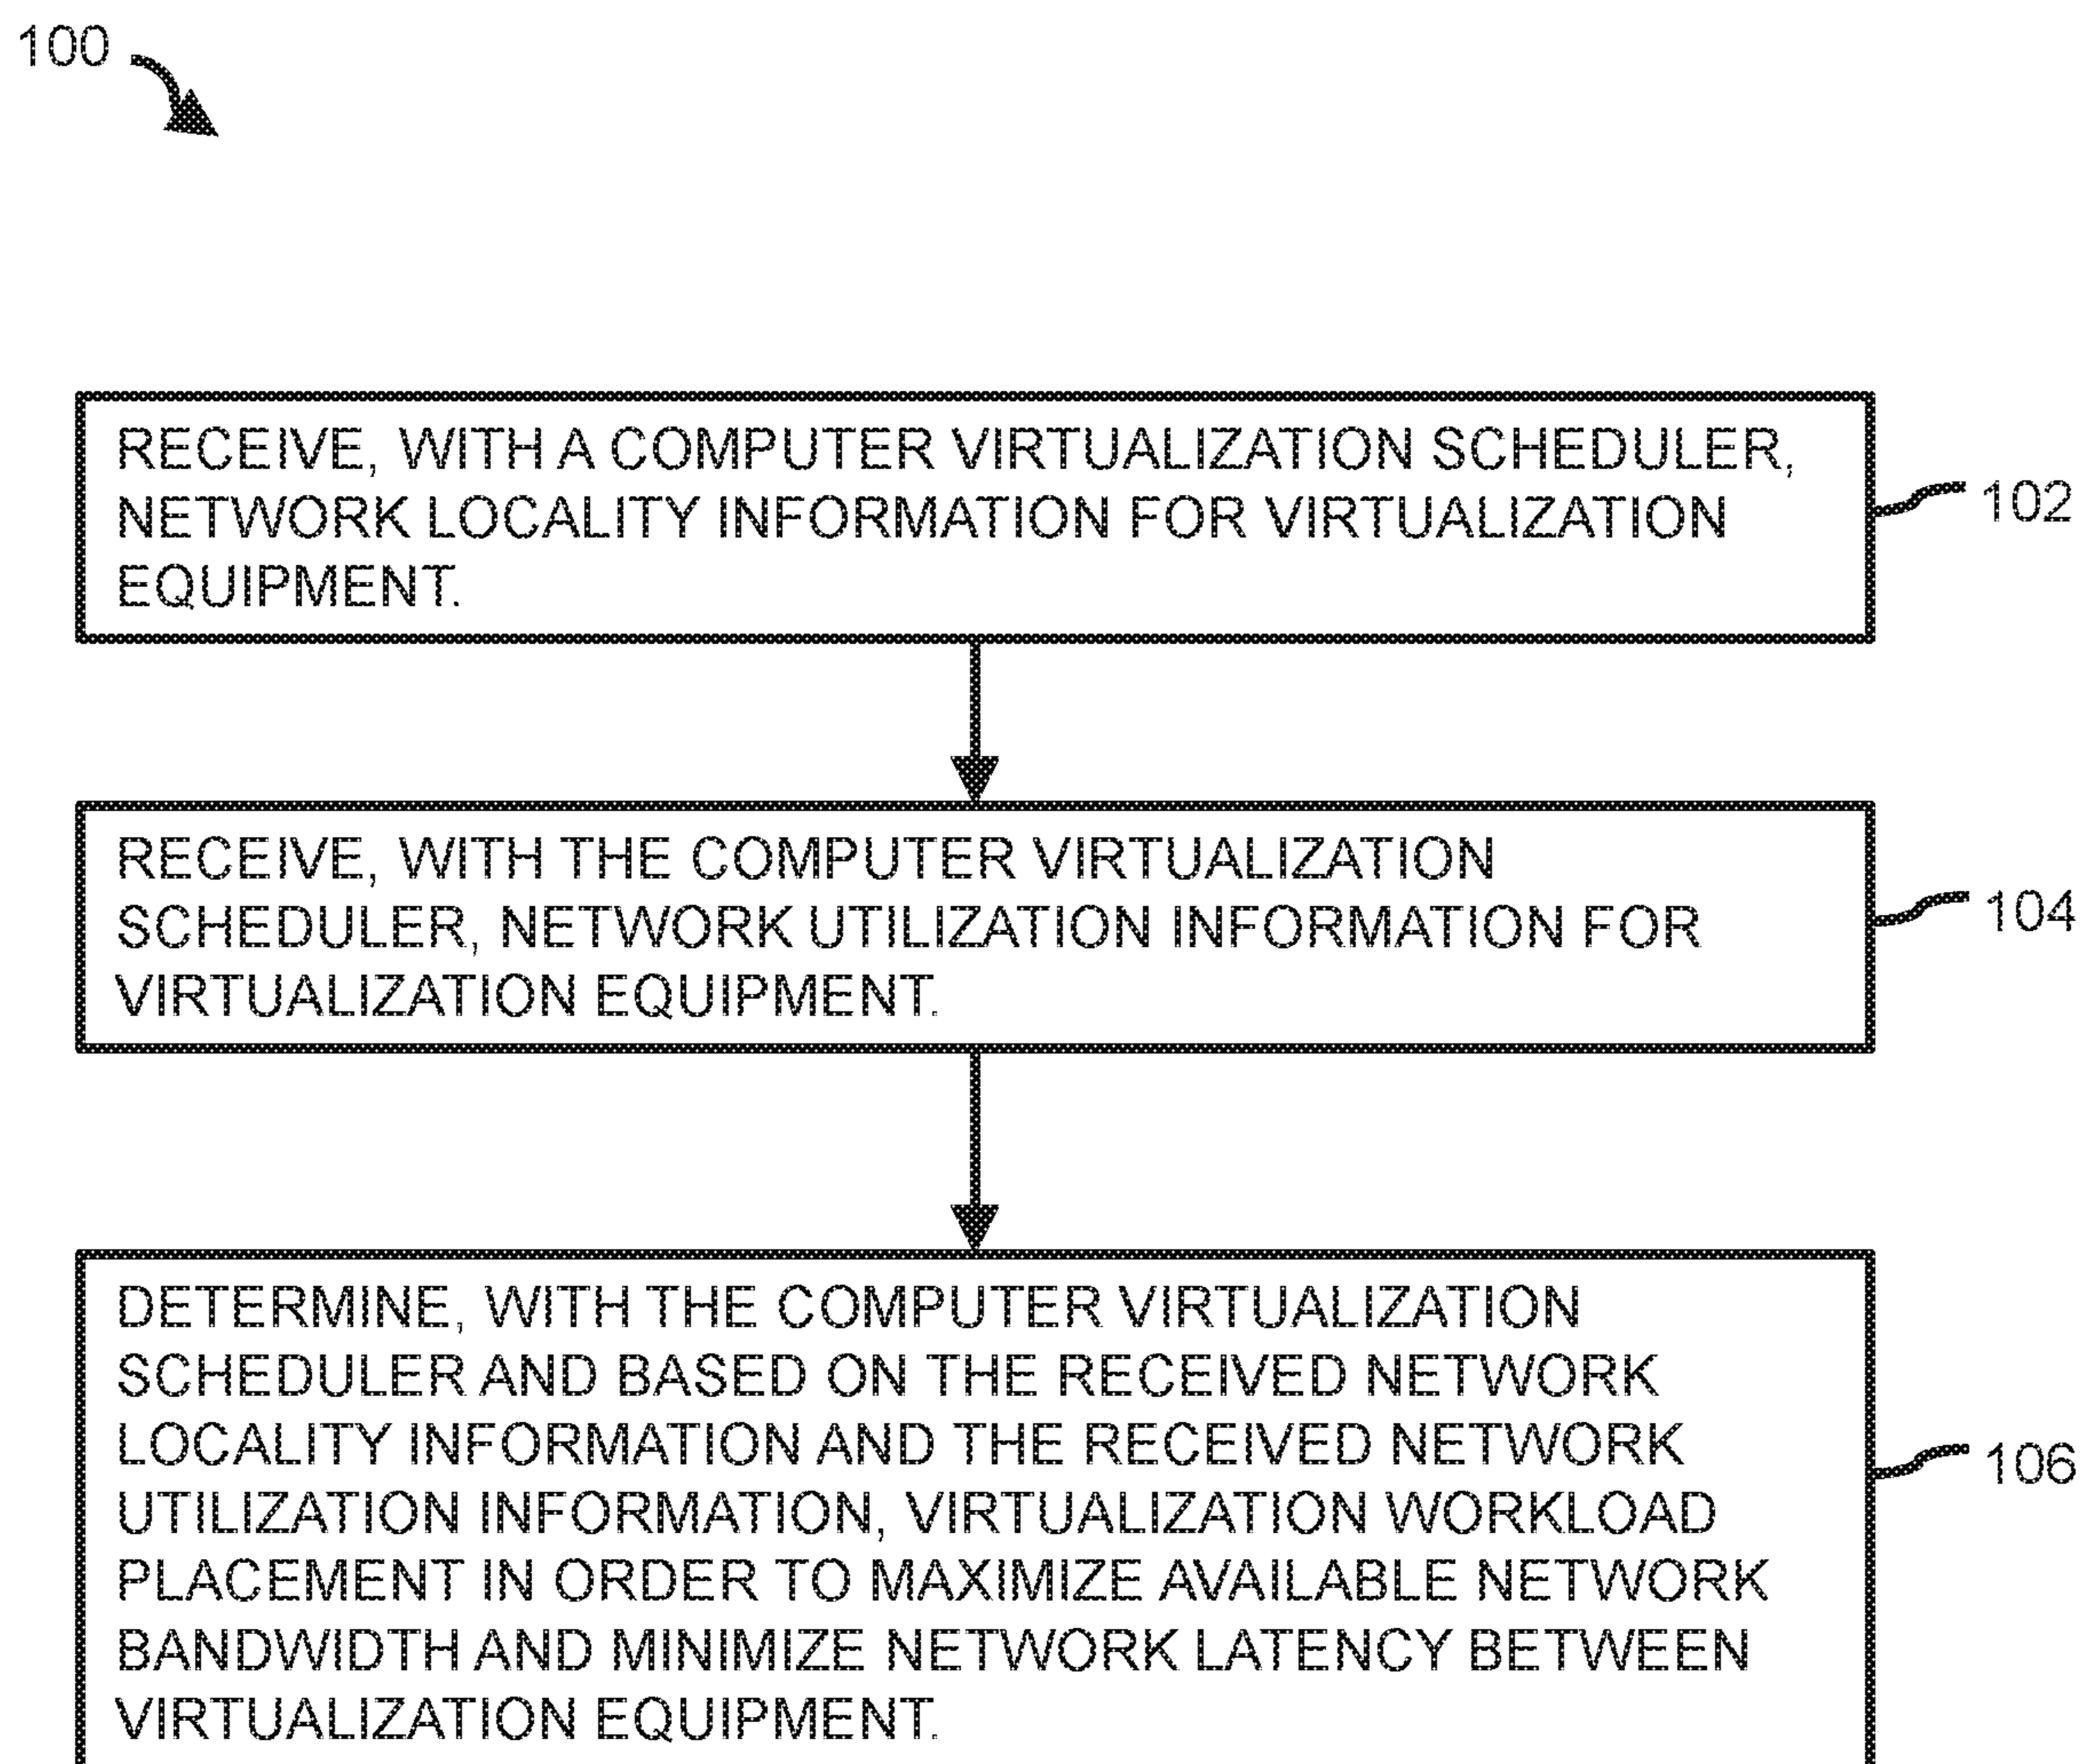 100
RECEIVE, WITH A COMPUTER VIRTUALIZATION SCHEDULER,
NETWORK LOCALITY INFORMATION FOR VIRTUALIZATION
EQUIPMENT.
102
RECEIVE, WITH THE COMPUTER VIRTUALIZATION
SCHEDULER, NETWORK UTILIZATION INFORMATION FOR
VIRTUALIZATION EQUIPMENT.
104
DETERMINE, WITH THE COMPUTER VIRTUALIZATION
SCHEDULER AND BASED ON THE RECEIVED NETWORK
LOCALITY INFORMATION AND THE RECEIVED NETWORK
UTILIZATION INFORMATION, VIRTUALIZATION WORKLOAD
PLACEMENT IN ORDER TO MAXIMIZE AVAILABLE NETWORK
BANDWIDTH AND MINIMIZE NETWORK LATENCY BETWEEN
VIRTUALIZATION EQUIPMENT.
106